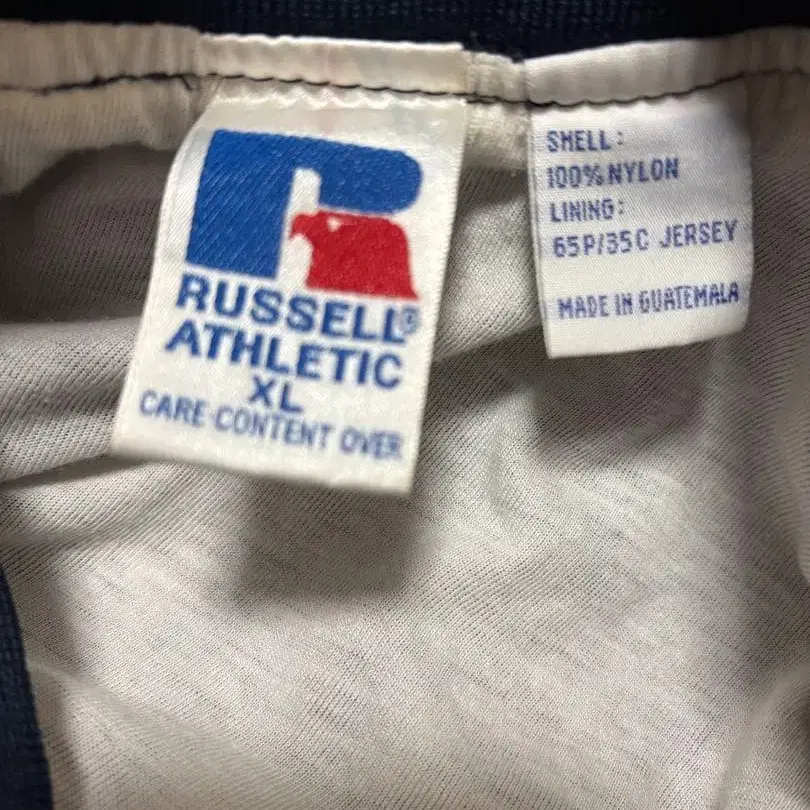 RUSSELL®
ATHLETIC
XL
CARE·CONTENT OVER
SHELL:
100% NYLON
LINING:
65P/35C JERSEY
MADE IN GUATEMALA